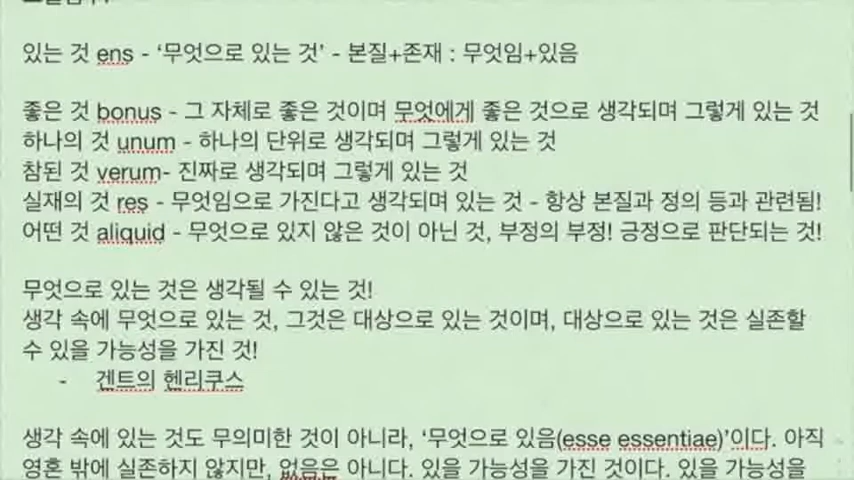 있는 것 ens - ‘무엇으로 있는 것’ - 본질+존재 : 무엇임+있음
좋은 것 bonus - 그 자체로 좋은 것이며 무엇에게 좋은 것으로 생각되며 그렇게 있는 것
하나의 것 unum - 하나의 단위로 생각되며 그렇게 있는 것
참된 것 verum- 진짜로 생각되며 그렇게 있는 것
실재의 것 res - 무엇임으로 가진다고 생각되며 있는 것 - 항상 본질과 정의 등과 관련됨!
어떤 것 aliquid - 무엇으로 있지 않은 것이 아닌 것, 부정의 부정! 긍정으로 판단되는 것!
무엇으로 있는 것은 생각될 수 있는 것!
생각 속에 무엇으로 있는 것, 그것은 대상으로 있는 것이며, 대상으로 있는 것은 실존할
수 있을 가능성을 가진 것!
- 겐트의 헨리쿠스
생각 속에 있는 것도 무의미한 것이 아니라, ‘무엇으로 있음(esse essentiae)’이다. 아직
영혼 밖에 실존하지 않지만, 없음은 아니다. 있을 가능성을 가진 것이다. 있을 가능성을